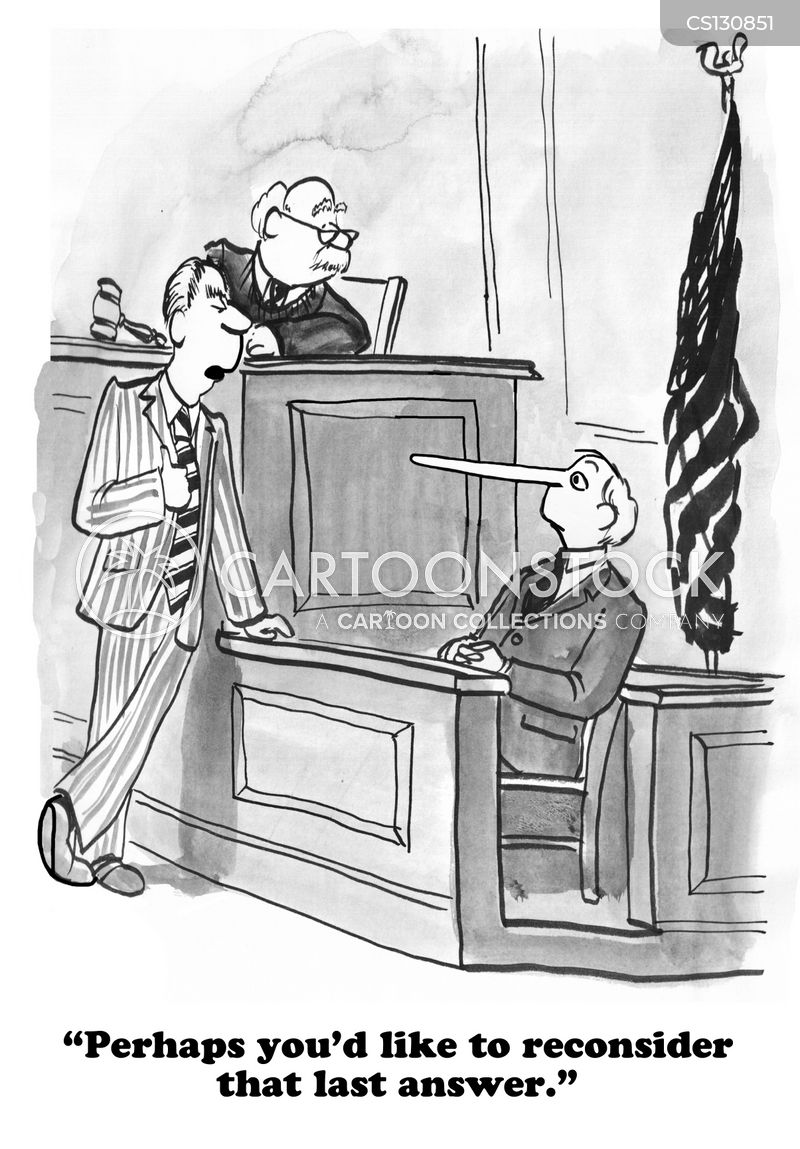 CS130851
CARTOONSTOCK
A CARTOON COLLECTIONS COMPANY
“Perhaps you’d like to reconsider
that last answer.”